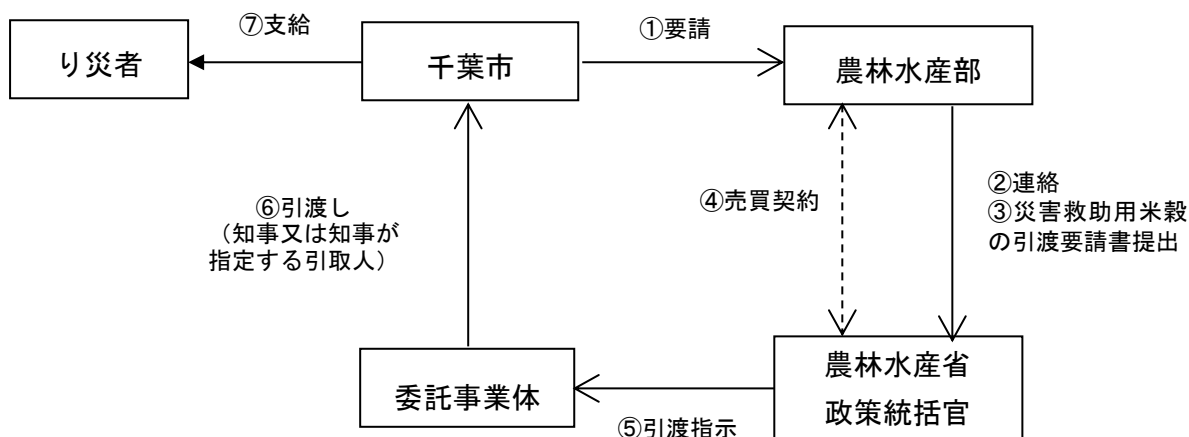 ⑦支給
①要請
り災者
千葉市
農林水産部
⑥引渡し
（知事又は知事が
指定する引取人）
④売買契約
②連絡
③災害救助用米穀
の引渡要請書提出
委託事業体
農林水産省
政策統括官
⑤引渡指示